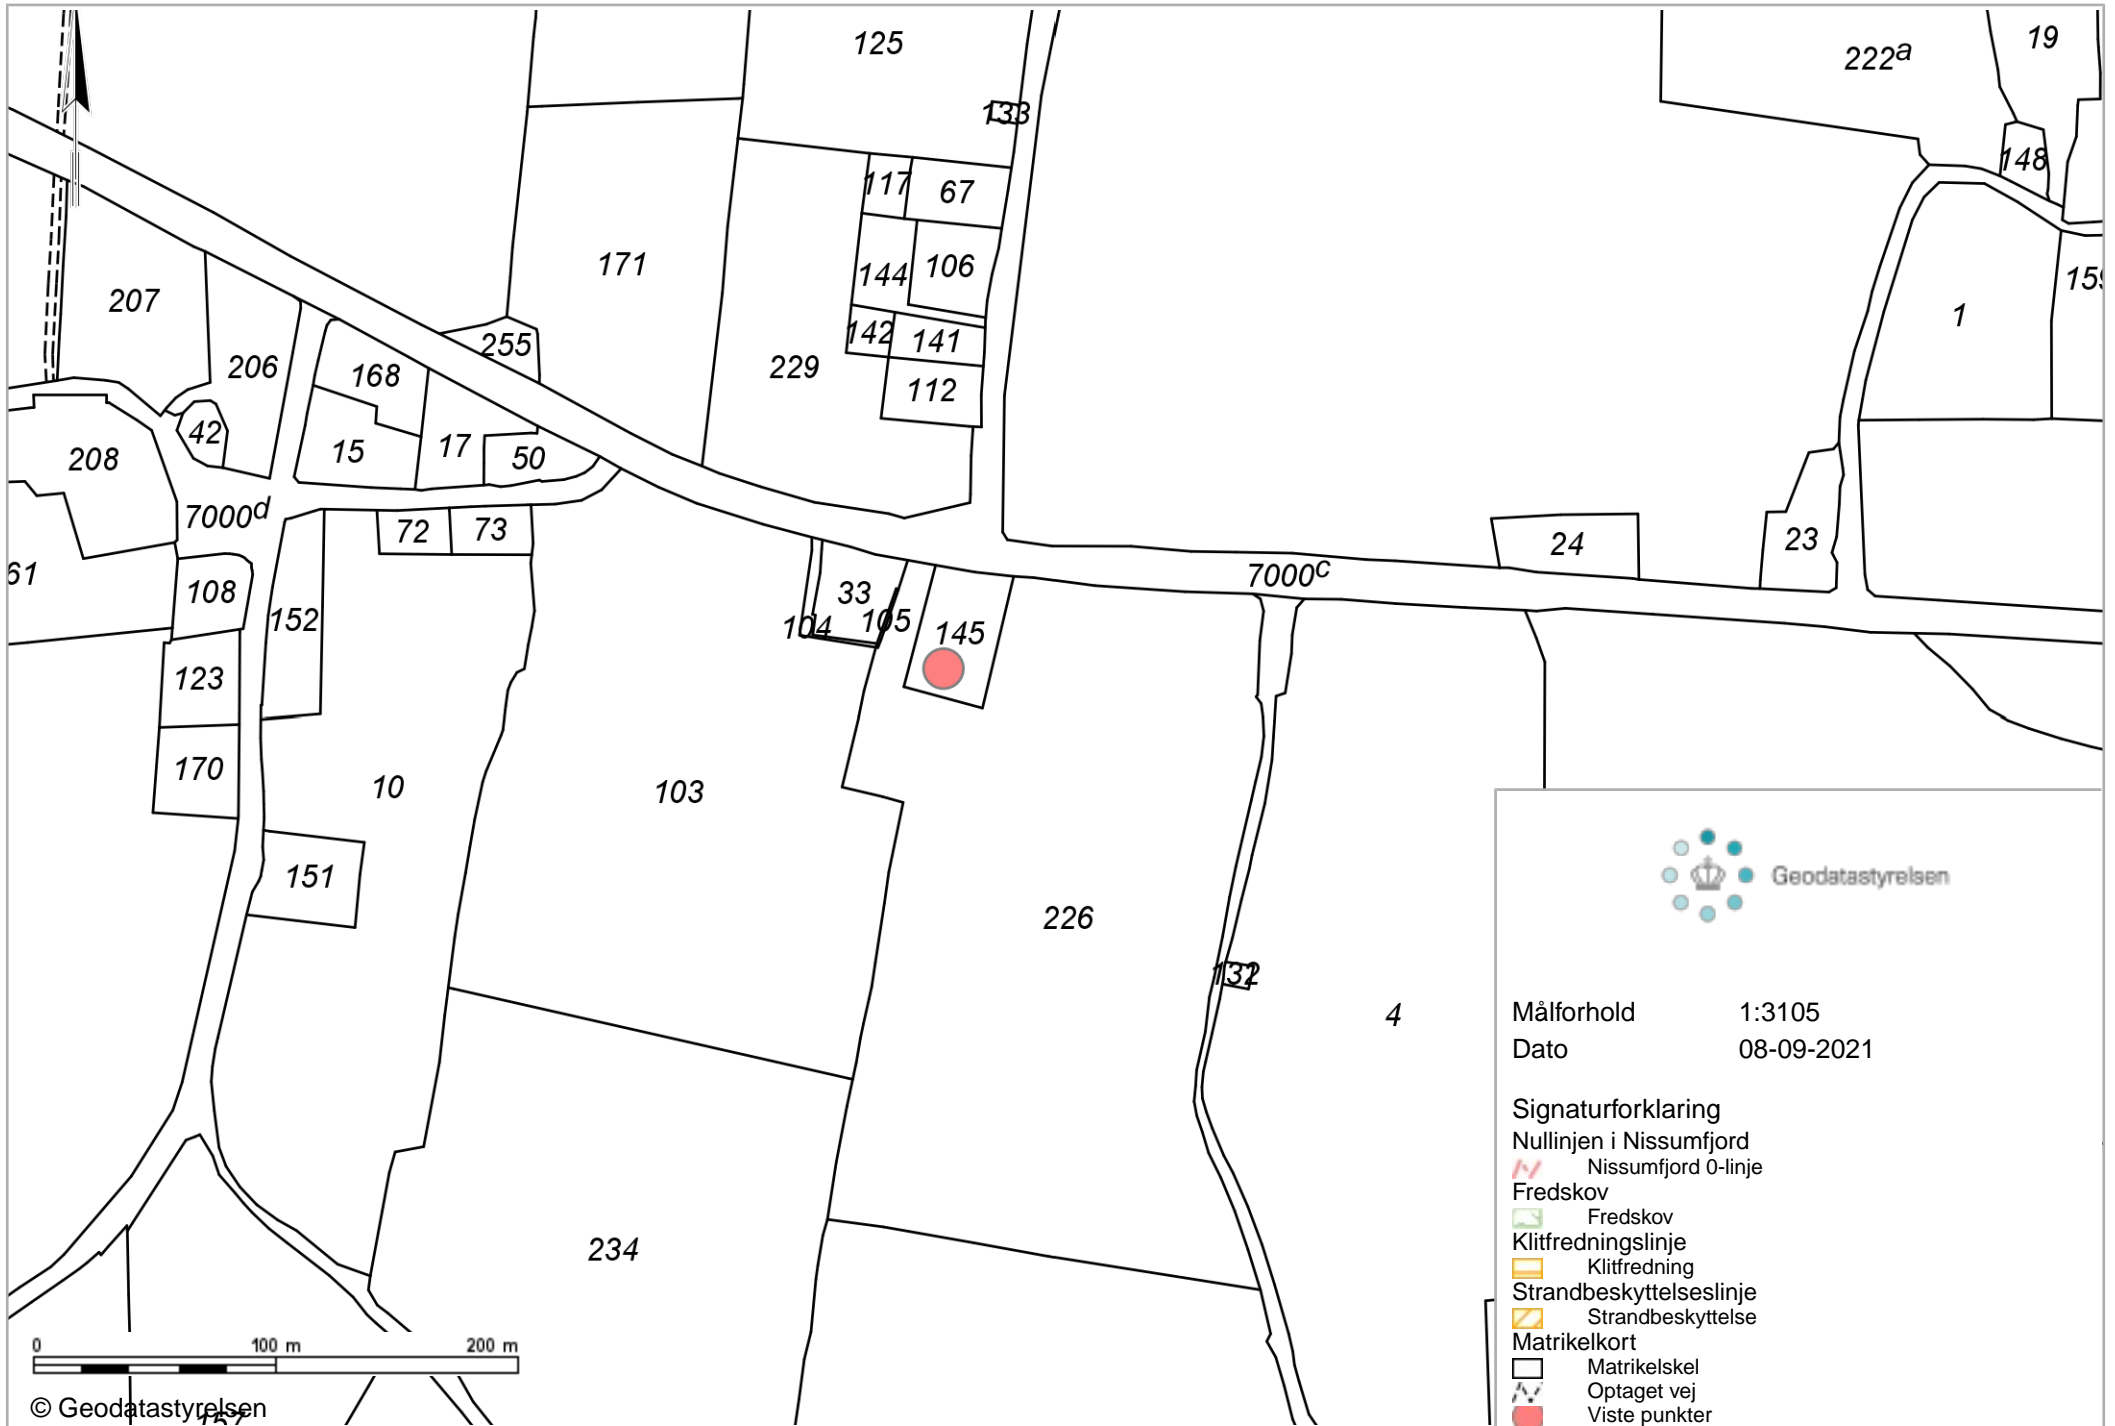 125
222a
19
133
148
117
67
171
144
106
159
207
1
142
141
255
206
168
229
112
42
15
17
50
208
7000d
72
73
24
23
61
108
7000c
33
152
104
105
145
123
170
10
103
151
226
132
4
234
157
Geodatastyrelsen
Målforhold 1:3105
Dato 08-09-2021
Signaturforklaring
Nullinjen i Nissumfjord
Nissumfjord 0-linje
Fredskov
Fredskov
Klitfredningslinje
Klitfredning
Strandbeskyttelseslinje
Strandbeskyttelse
Matrikelkort
Matrikelskel
Optaget vej
Viste punkter
0 100 m 200 m
© Geodatastyrelsen